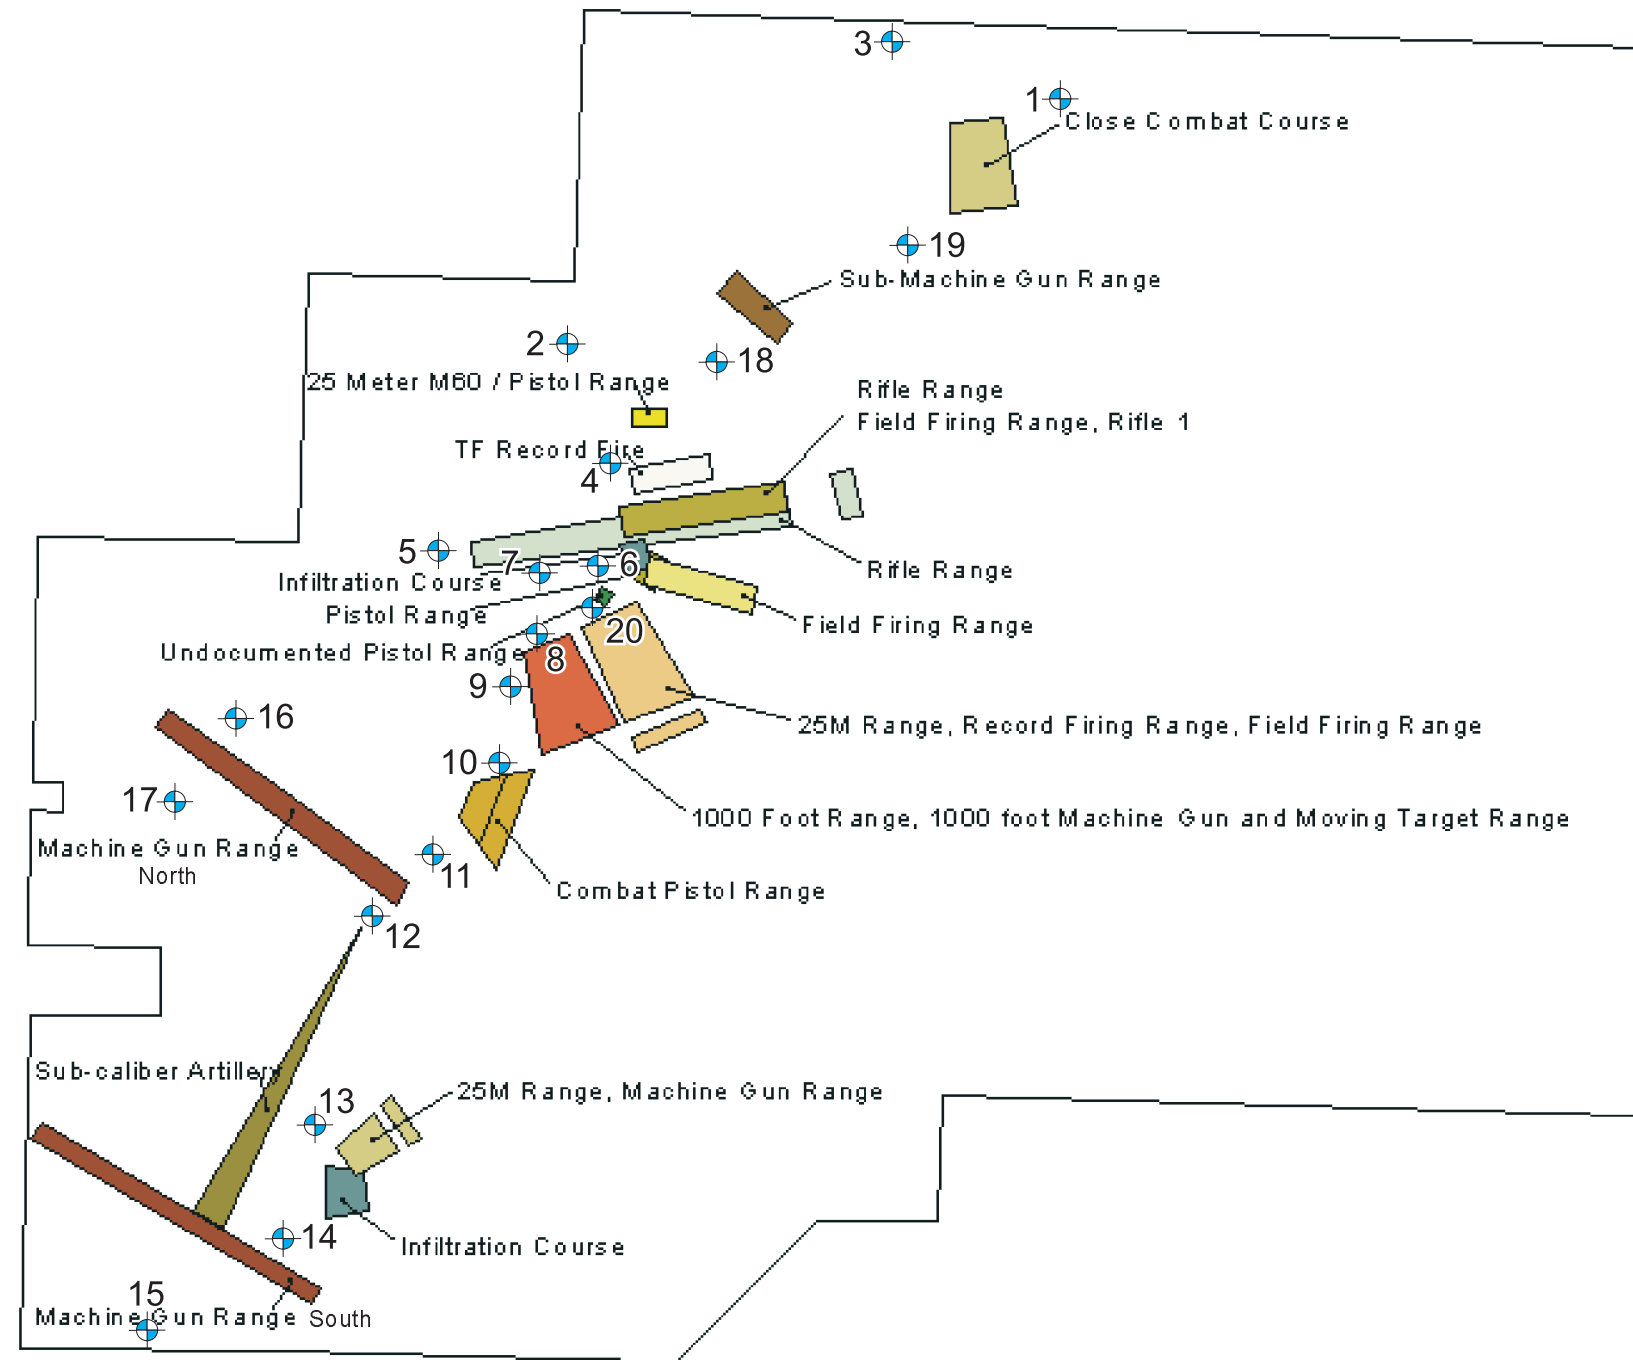 3
1
Close Combat Course
19
Sub-Machine Gun Range
2
18
25 Meter M60 / Pistol Range
Rifle Range
Field Firing Range, Rifle 1
TF Record Fire
4
5
7
6
Rifle Range
Infiltration Course
Pistol Range
Field Firing Range
20
Undocumented Pistol Range
8
9
16
25M Range, Record Firing Range, Field Firing Range
10
17
1000 Foot Range, 1000 foot Machine Gun and Moving Target Range
Machine Gun Range
North
11
Combat Pistol Range
12
Sub-caliber Artillery
13
25M Range, Machine Gun Range
14
Infiltration Course
15
Machine Gun Range South